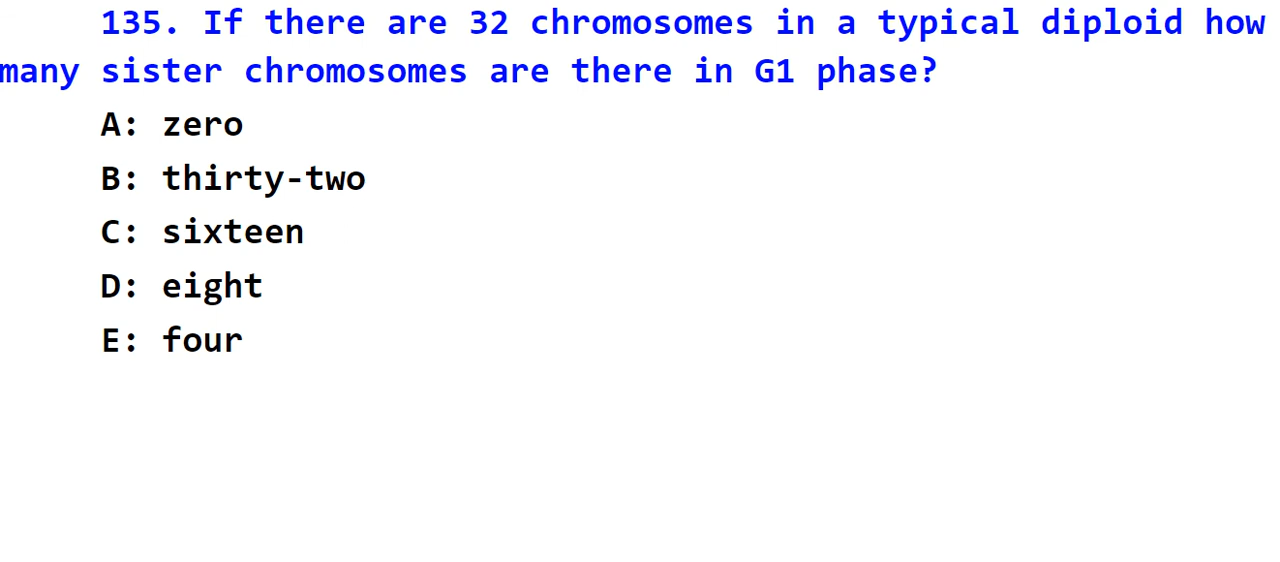 135. If there are 32 chromosomes in a typical diploid how
many sister chromosomes are there in G1 phase?
A: zero
B: thirty-two
C: sixteen
D: eight
E: four